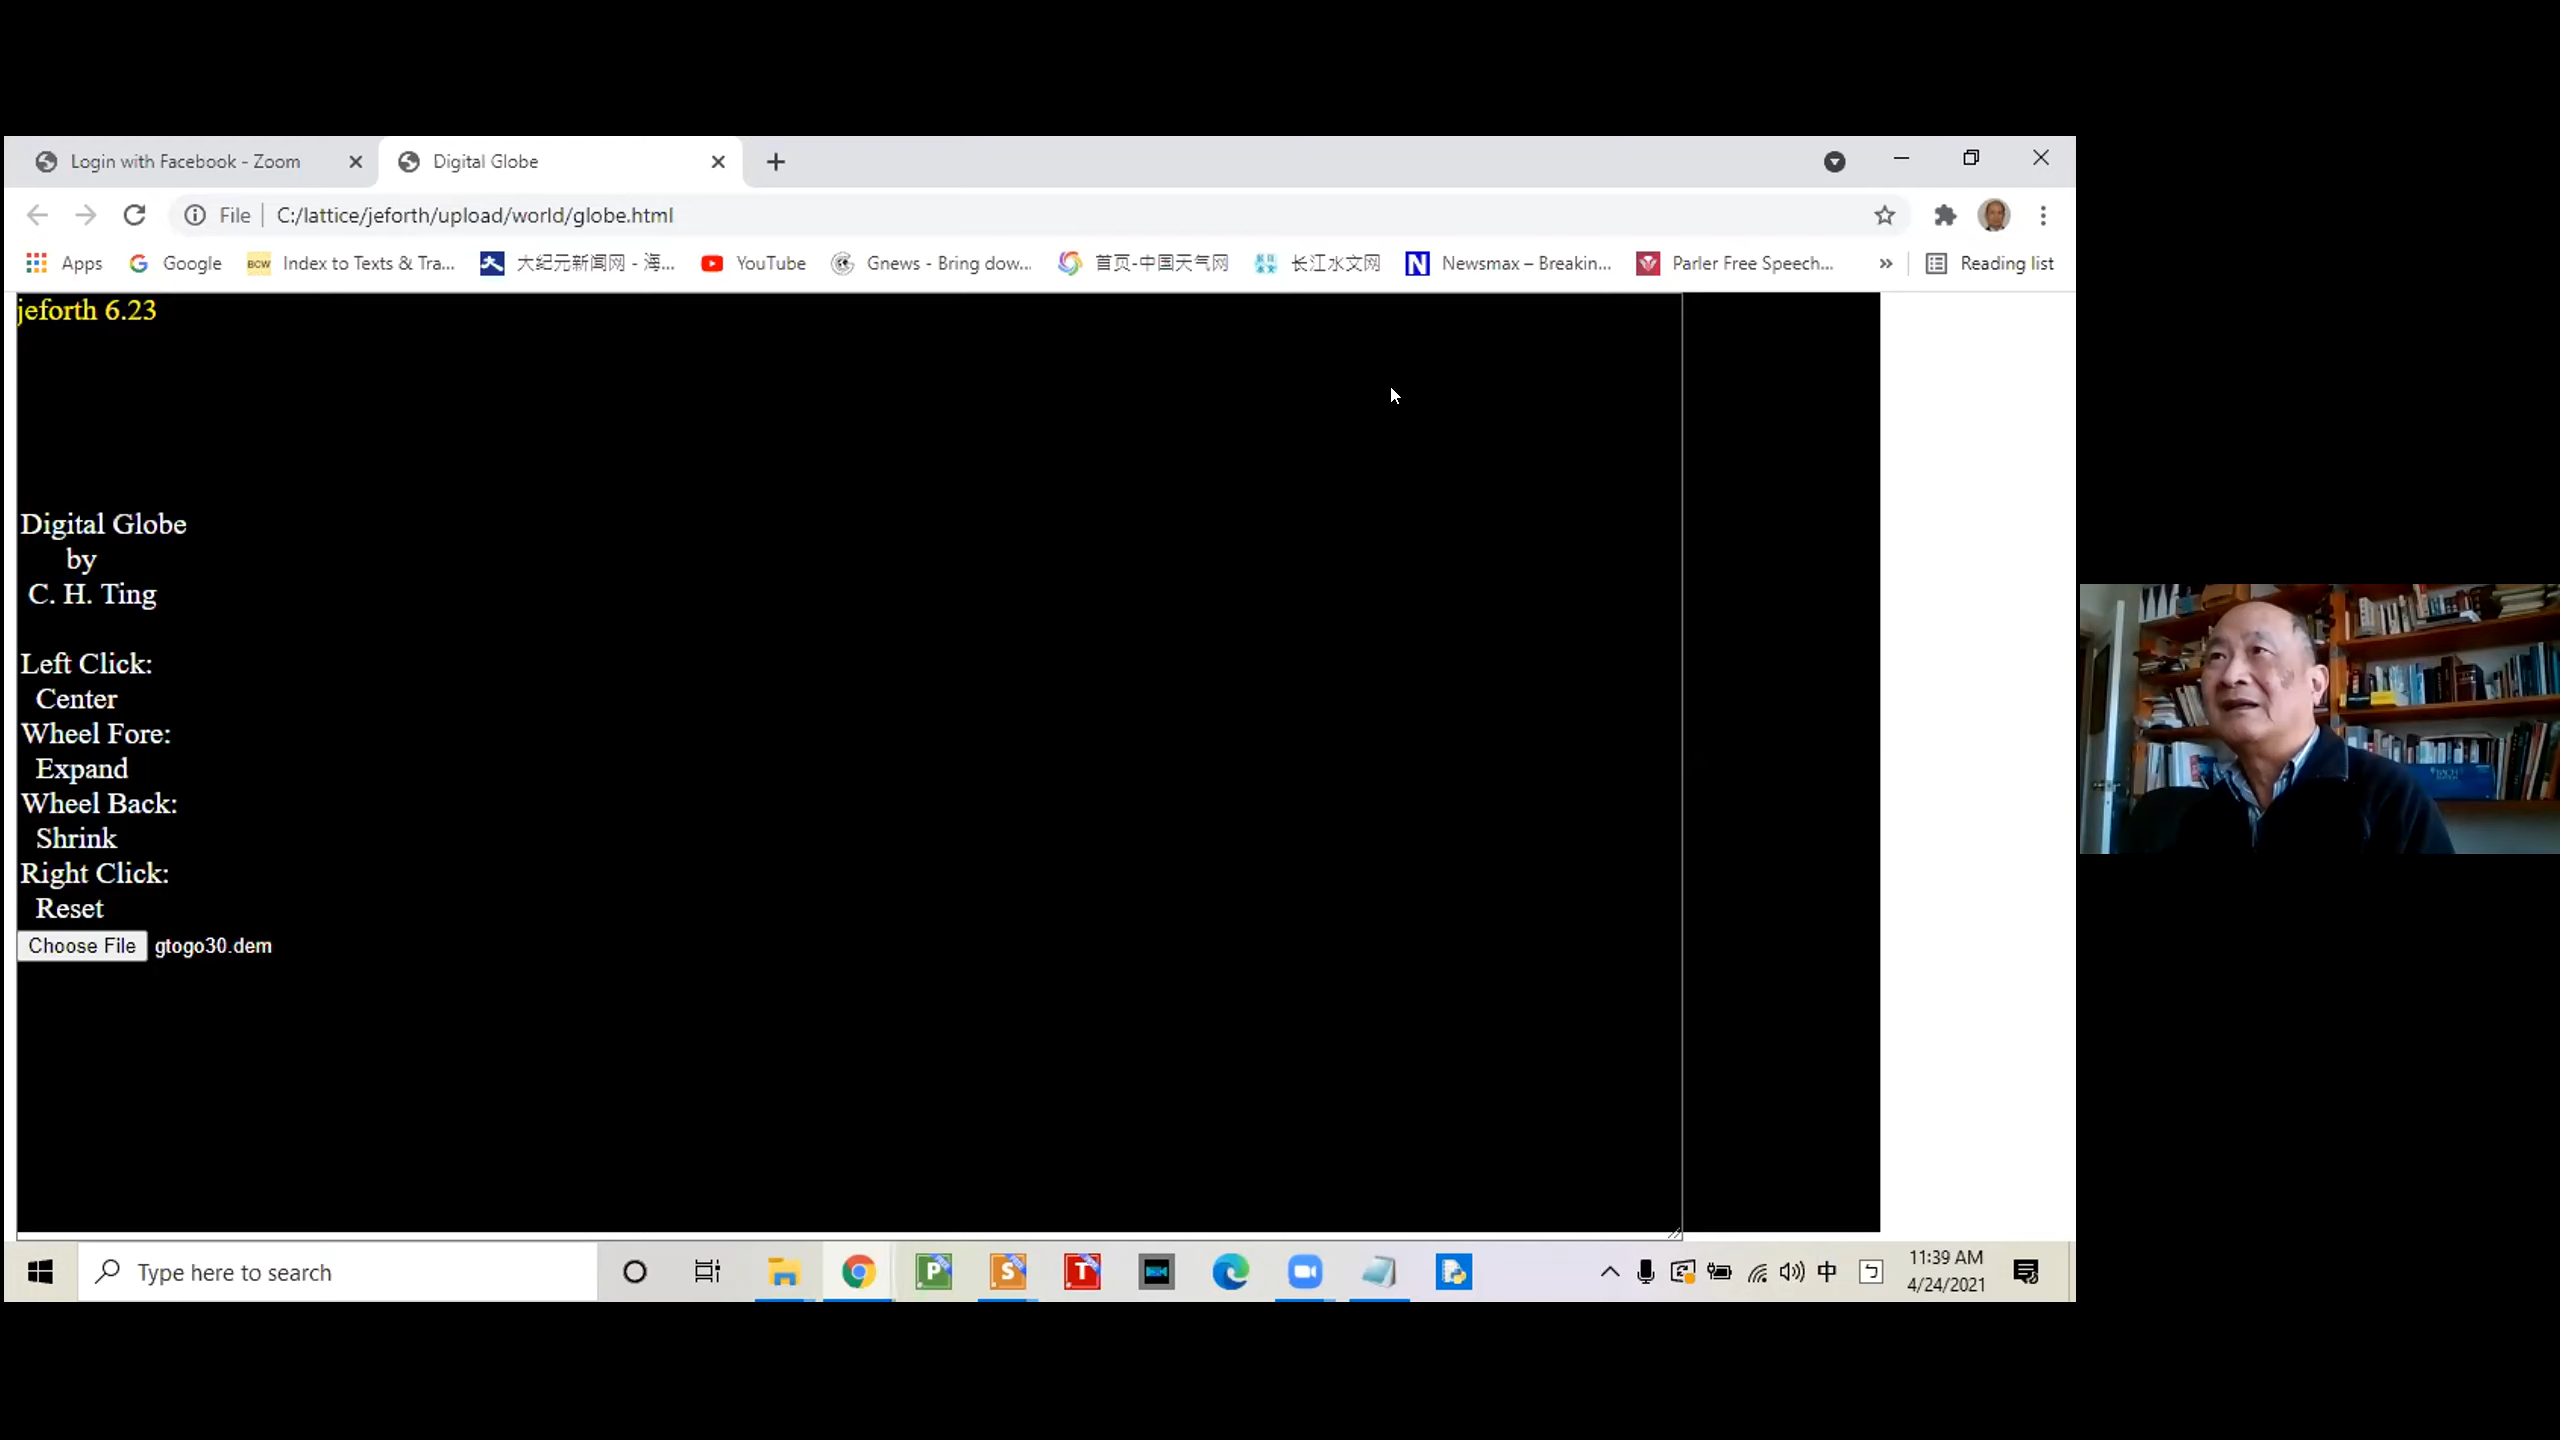 Login with Facebook - Zoom
Digital Globe
File
C:/lattice/jeforth/upload/world/globe.html
Apps
Google
BCW
Index to Texts & Tra...
大纪元新闻网 - 海...
YouTube
Gnews - Bring dow...
首页-中国天气网
长江水文网
N
Newsmax – Breakin...
Parler Free Speech...
»
Reading list
jeforth 6.23
Digital Globe
by
C. H. Ting
Left Click:
Center
Wheel Fore:
Expand
Wheel Back:
Shrink
Right Click:
Reset
Choose File gtogo30.dem
Type here to search
P
S
T
中
11:39 AM
4/24/2021